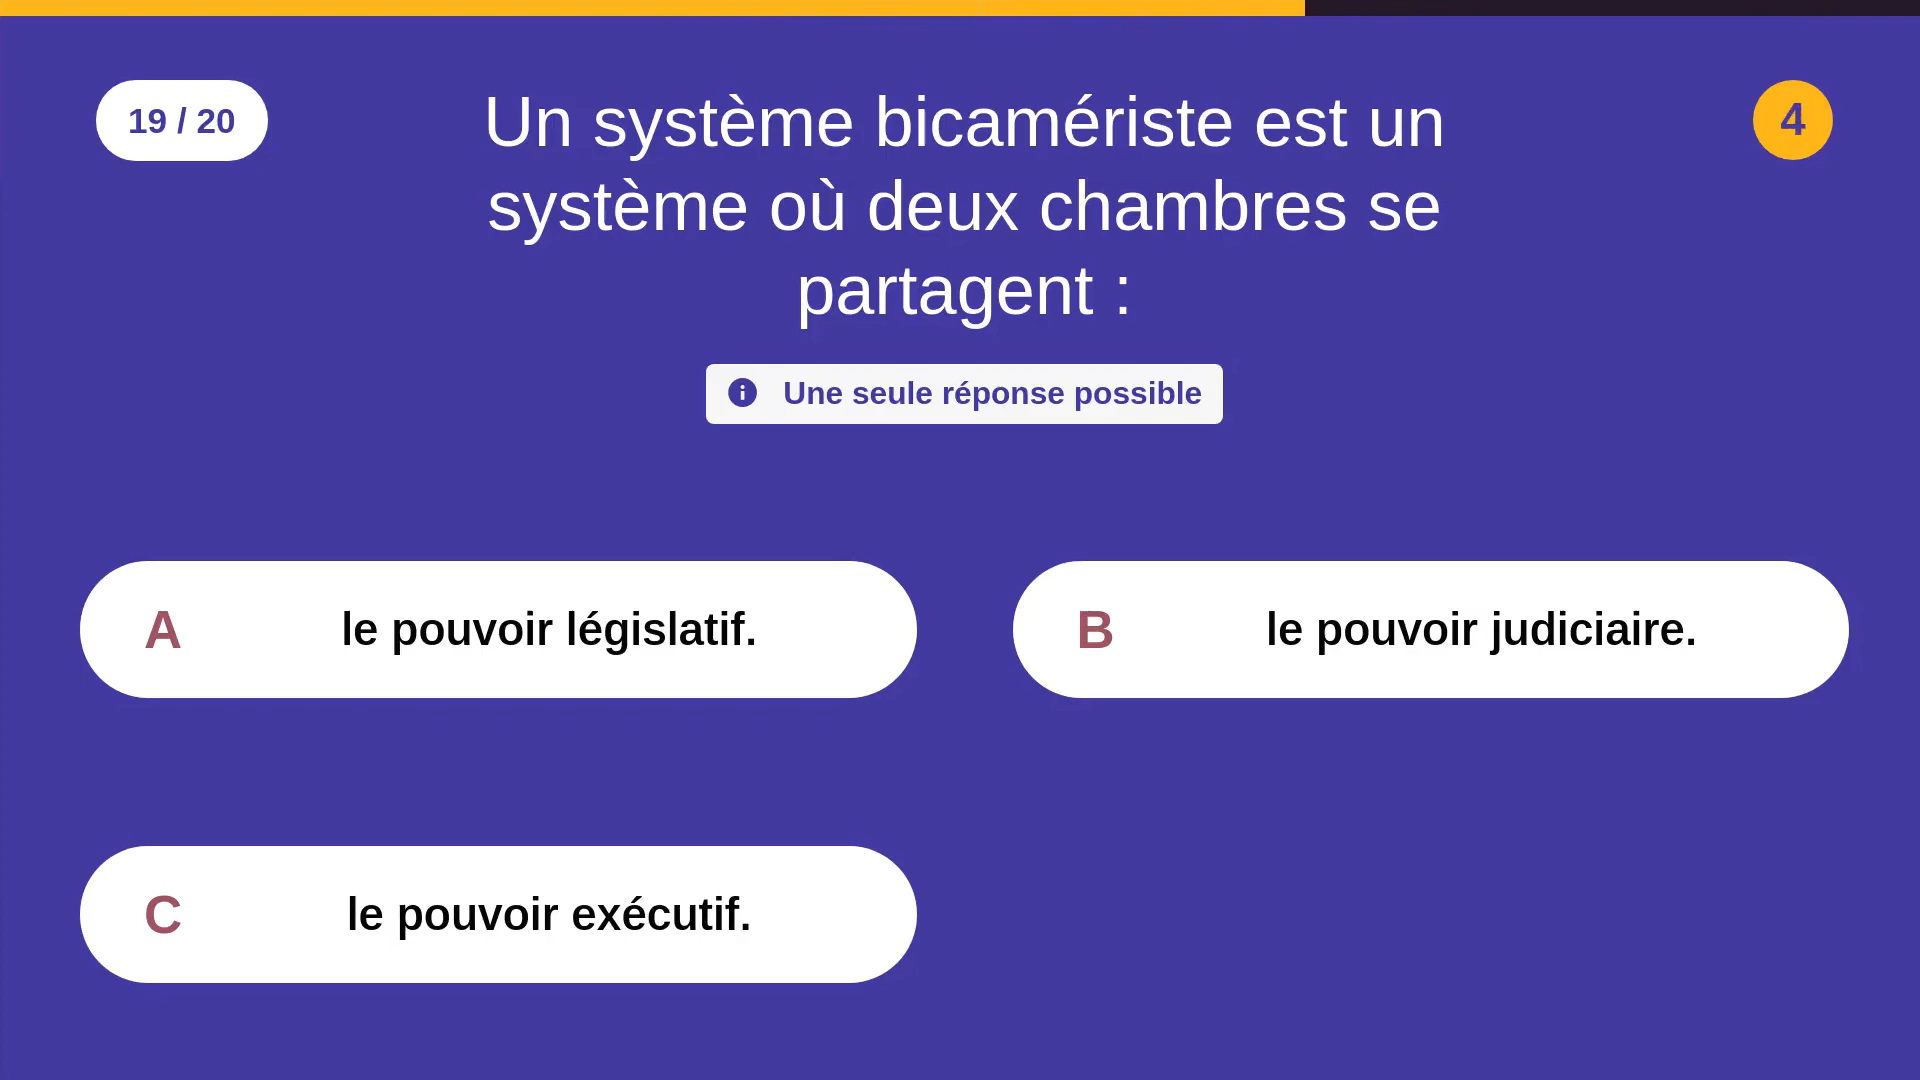 19 / 20
Un système bicamériste est un
système où deux chambres se
partagent :
4
Une seule réponse possible
A le pouvoir législatif.
B le pouvoir judiciaire.
C le pouvoir exécutif.